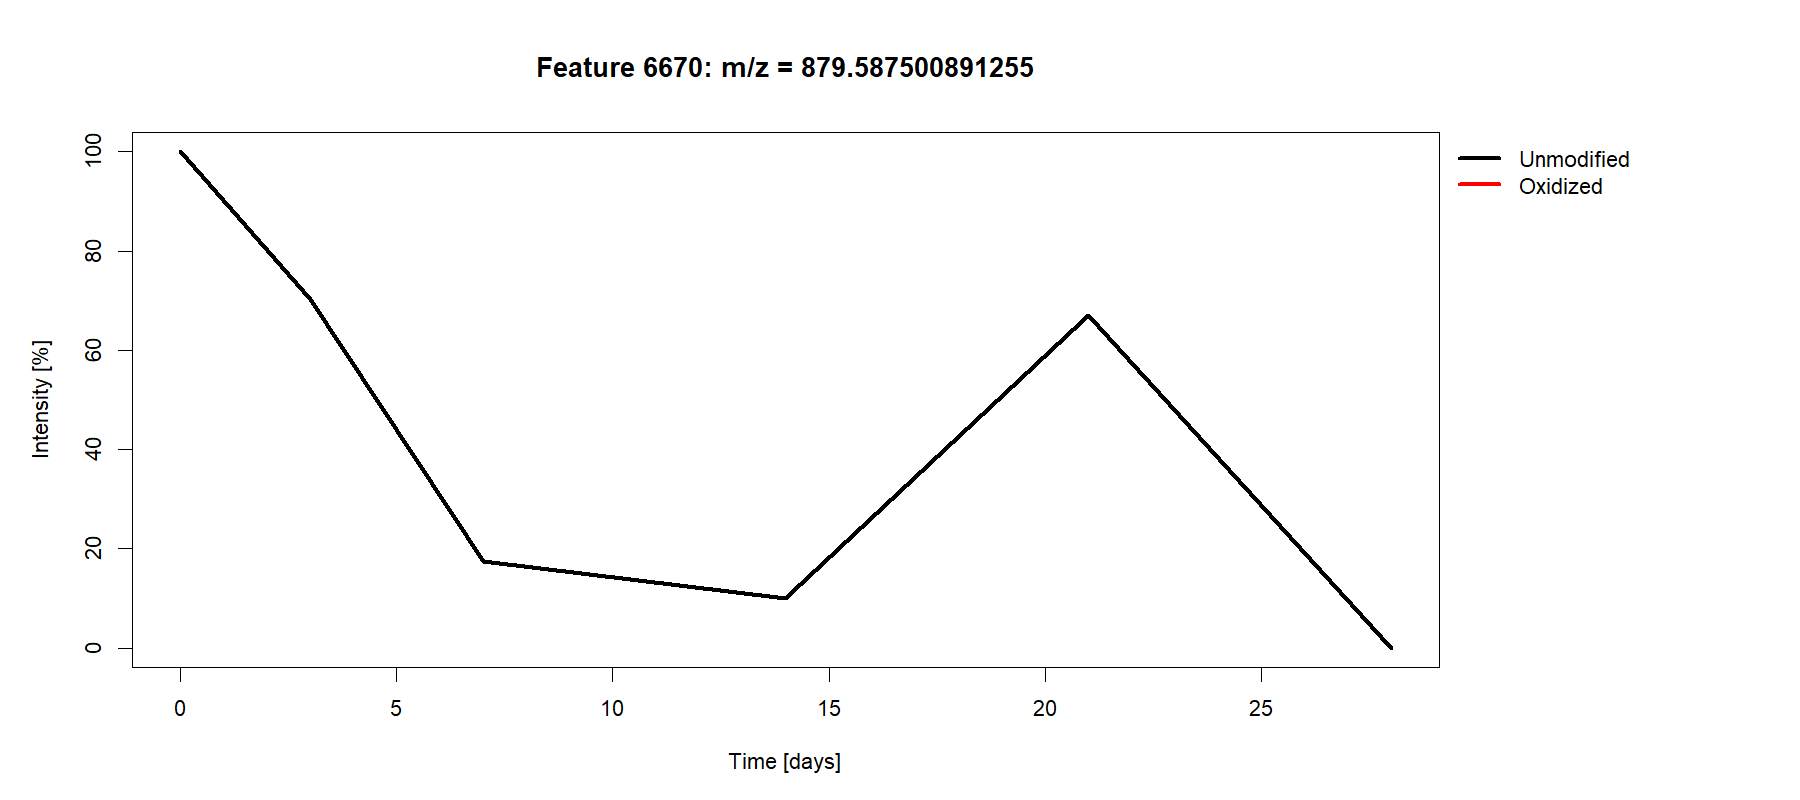 Feature 6670: m/z = 879.587500891255
Unmodified
Oxidized
Intensity [%]
100
80
60
40
20
0
0 5 10 15 20 25
Time [days]